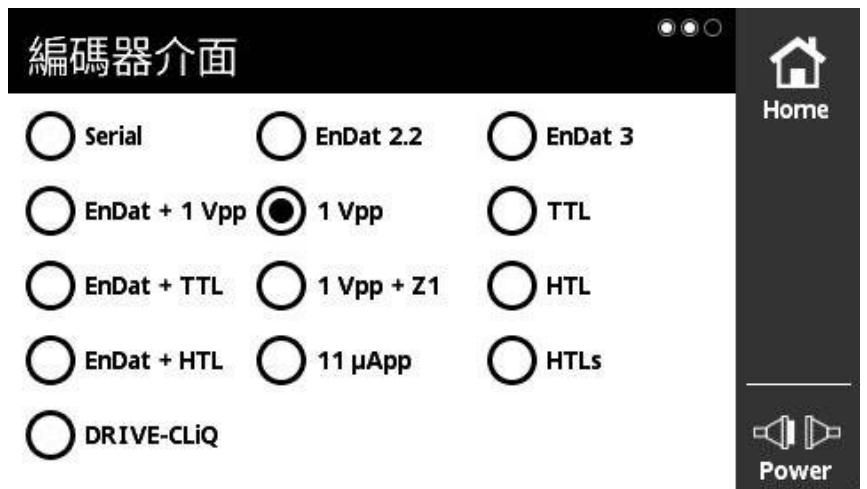 編碼器介面
Home
Serial EnDat 2.2 EnDat 3
EnDat + 1 Vpp 1 Vpp TTL
EnDat + TTL 1 Vpp + Z1 HTL
EnDat + HTL 11 µApp HTLs
DRIVE-CLiQ
Power